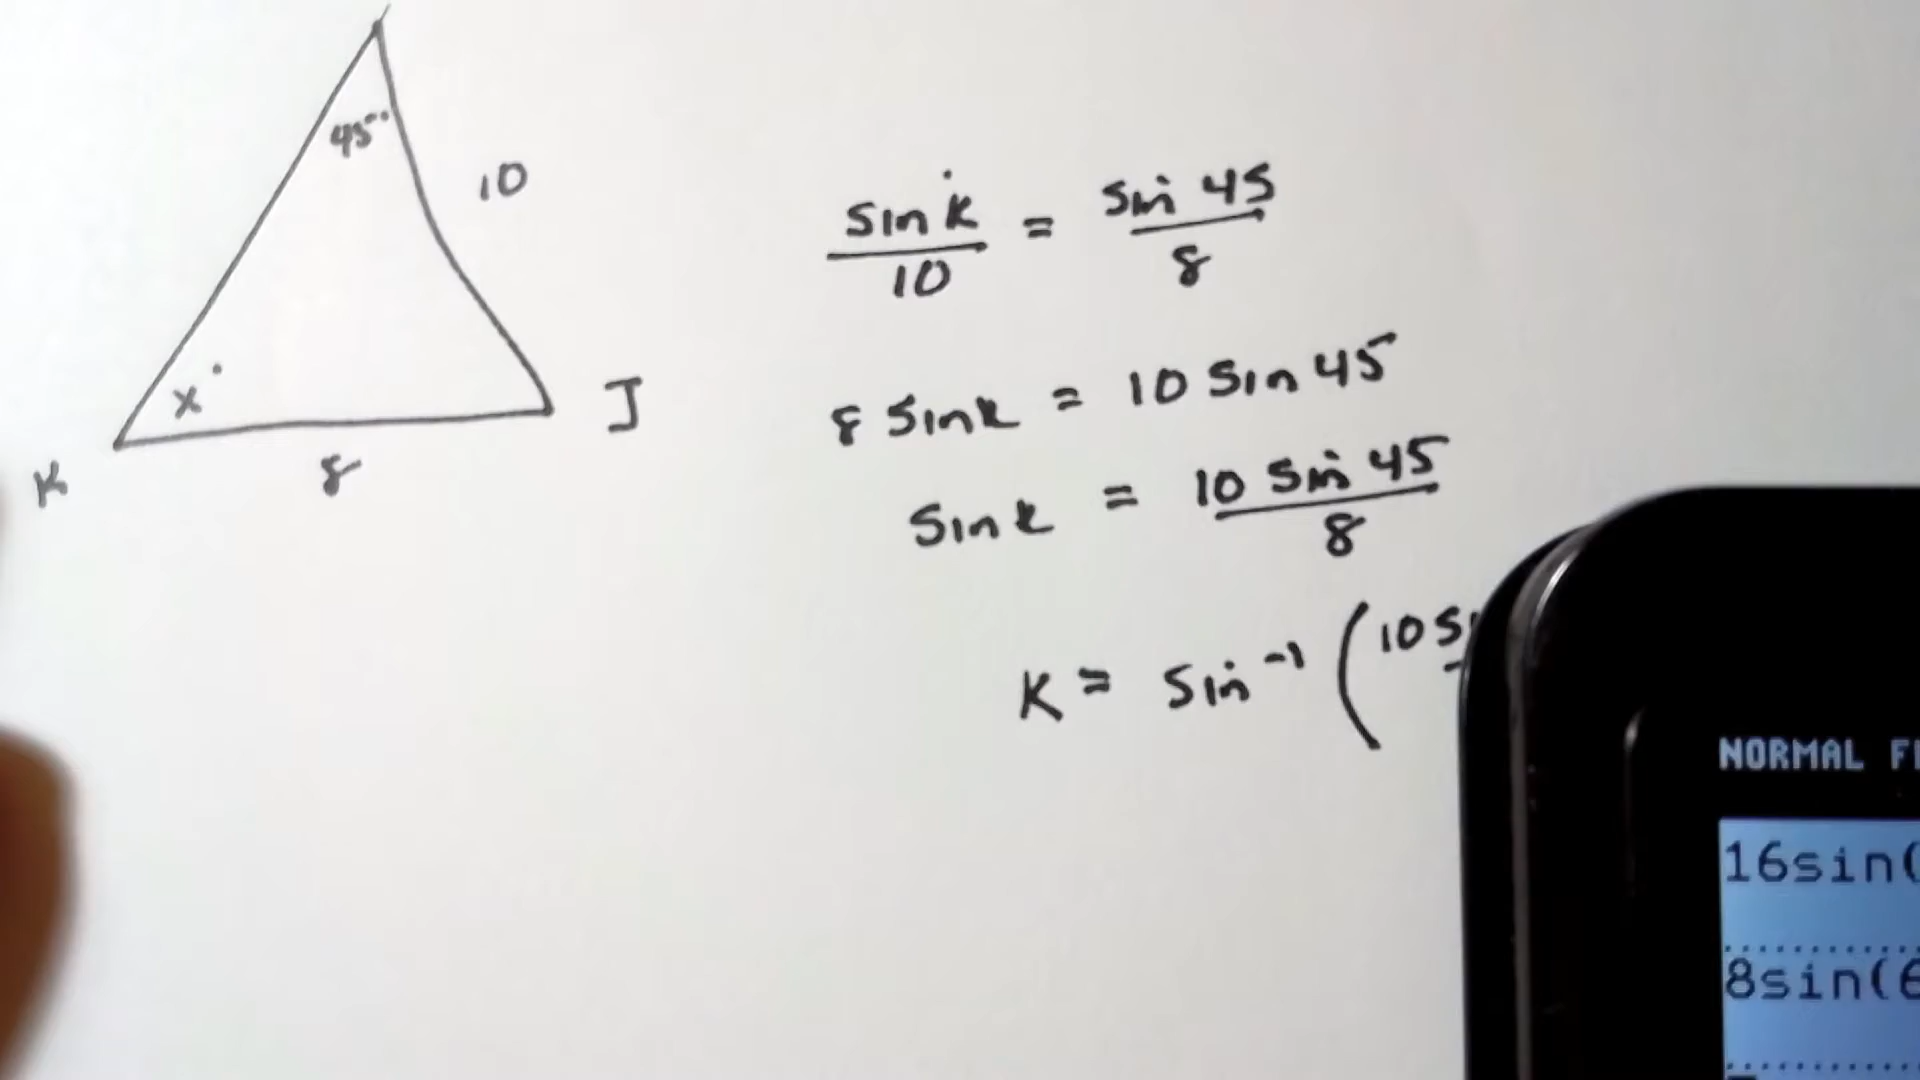 45°
10
x°
K
8
J
sin k / 10 = sin 45 / 8
8 sin k = 10 sin 45
sin k = 10 sin 45 / 8
K = sin⁻¹ ( 10
NORMAL
16sin(
8sin(6